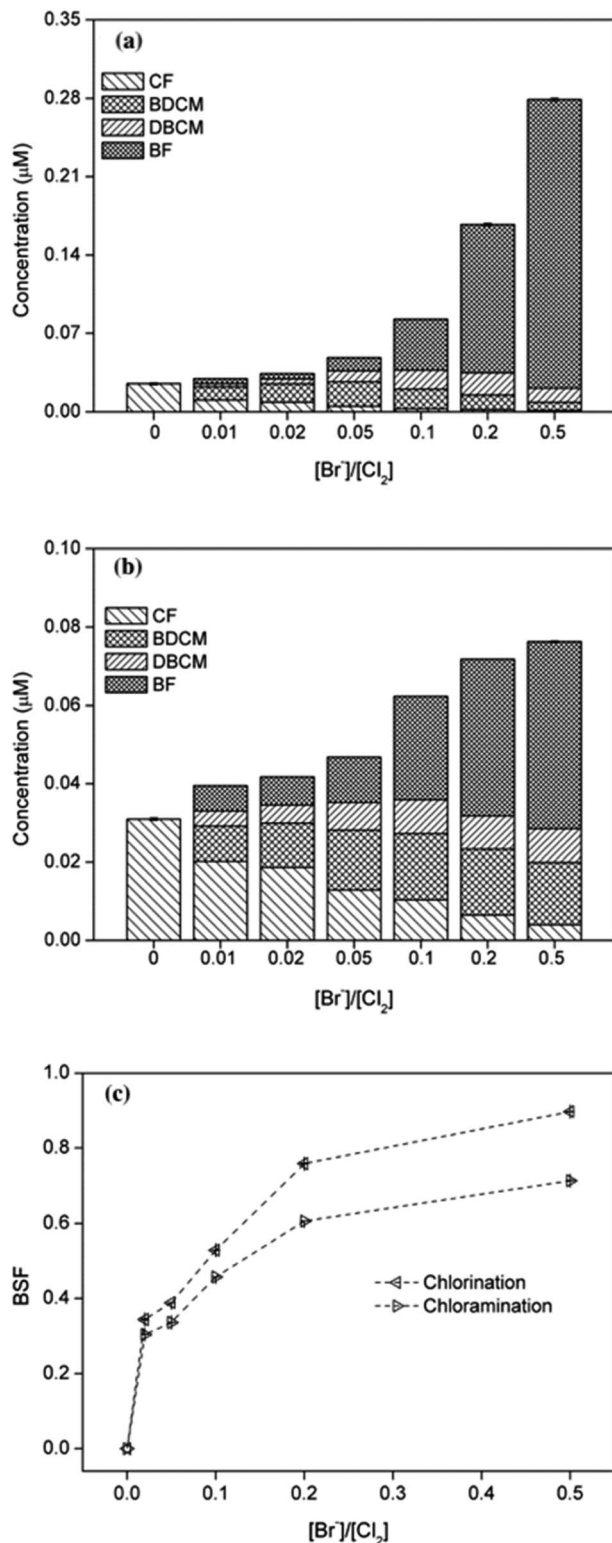 (a)
CF
BDCM
DBCM
BF
Concentration (μM)
0.35
0.28
0.21
0.14
0.07
0.00
0 0.01 0.02 0.05 0.1 0.2 0.5
[Br⁻]/[Cl₂]
(b)
CF
BDCM
DBCM
BF
Concentration (μM)
0.10
0.08
0.06
0.04
0.02
0.00
0 0.01 0.02 0.05 0.1 0.2 0.5
[Br⁻]/[Cl₂]
(c)
Chlorination
Chloramination
BSF
1.0
0.8
0.6
0.4
0.2
0.0
0.0 0.1 0.2 0.3 0.4 0.5
[Br⁻]/[Cl₂]